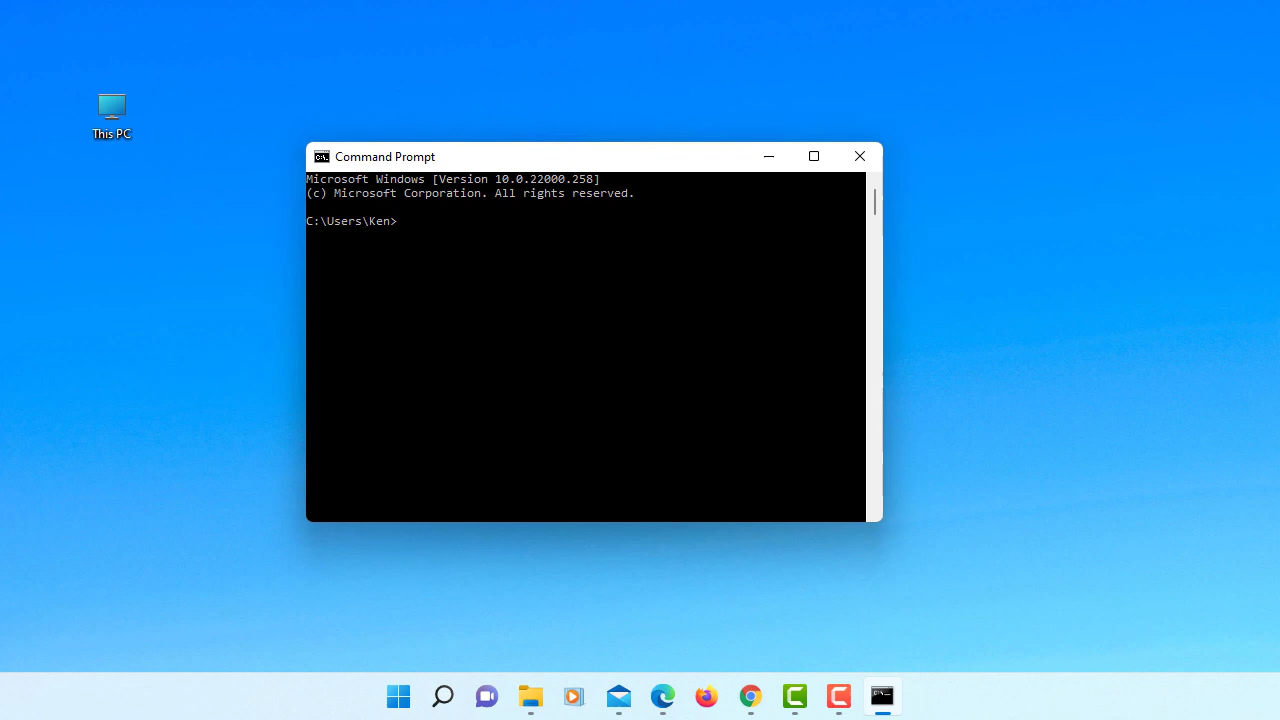 This PC
Command Prompt
Microsoft Windows [Version 10.0.22000.258]
(c) Microsoft Corporation. All rights reserved.
C:\Users\Ken>